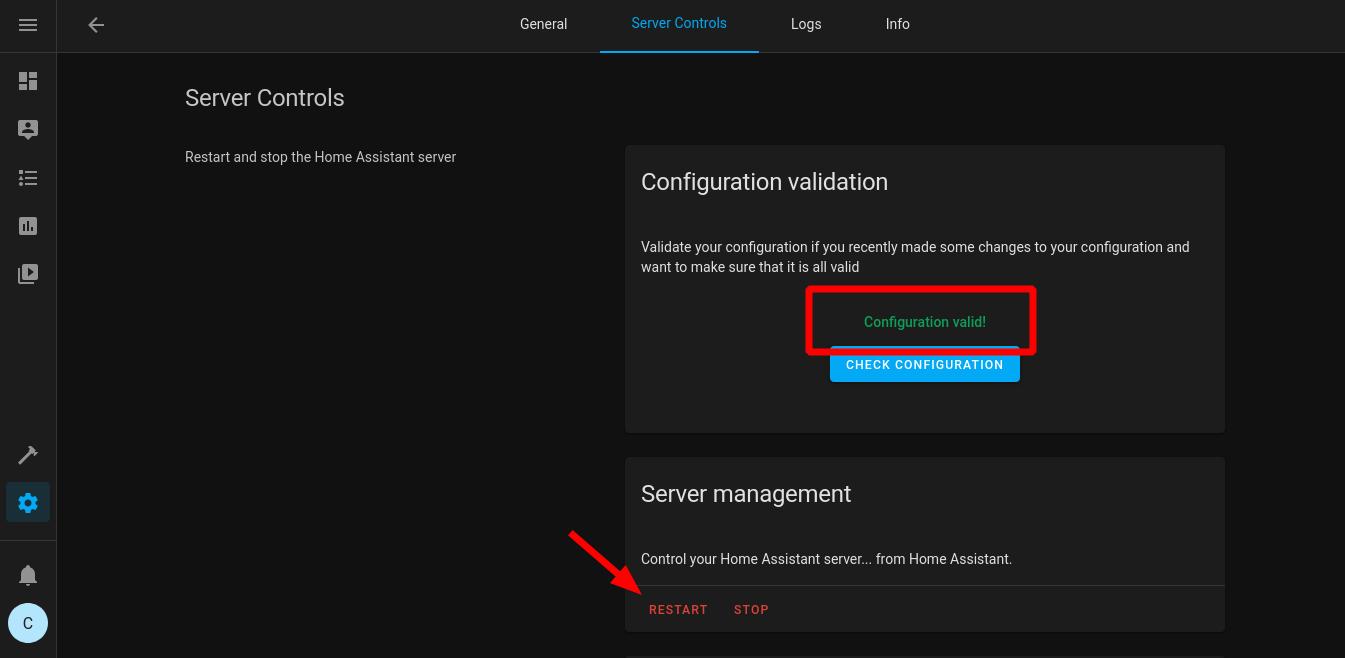 General
Server Controls
Logs
Info
Server Controls
Restart and stop the Home Assistant server
Configuration validation
Validate your configuration if you recently made some changes to your configuration and
want to make sure that it is all valid
Configuration valid!
CHECK CONFIGURATION
Server management
Control your Home Assistant server... from Home Assistant.
RESTART
STOP
C